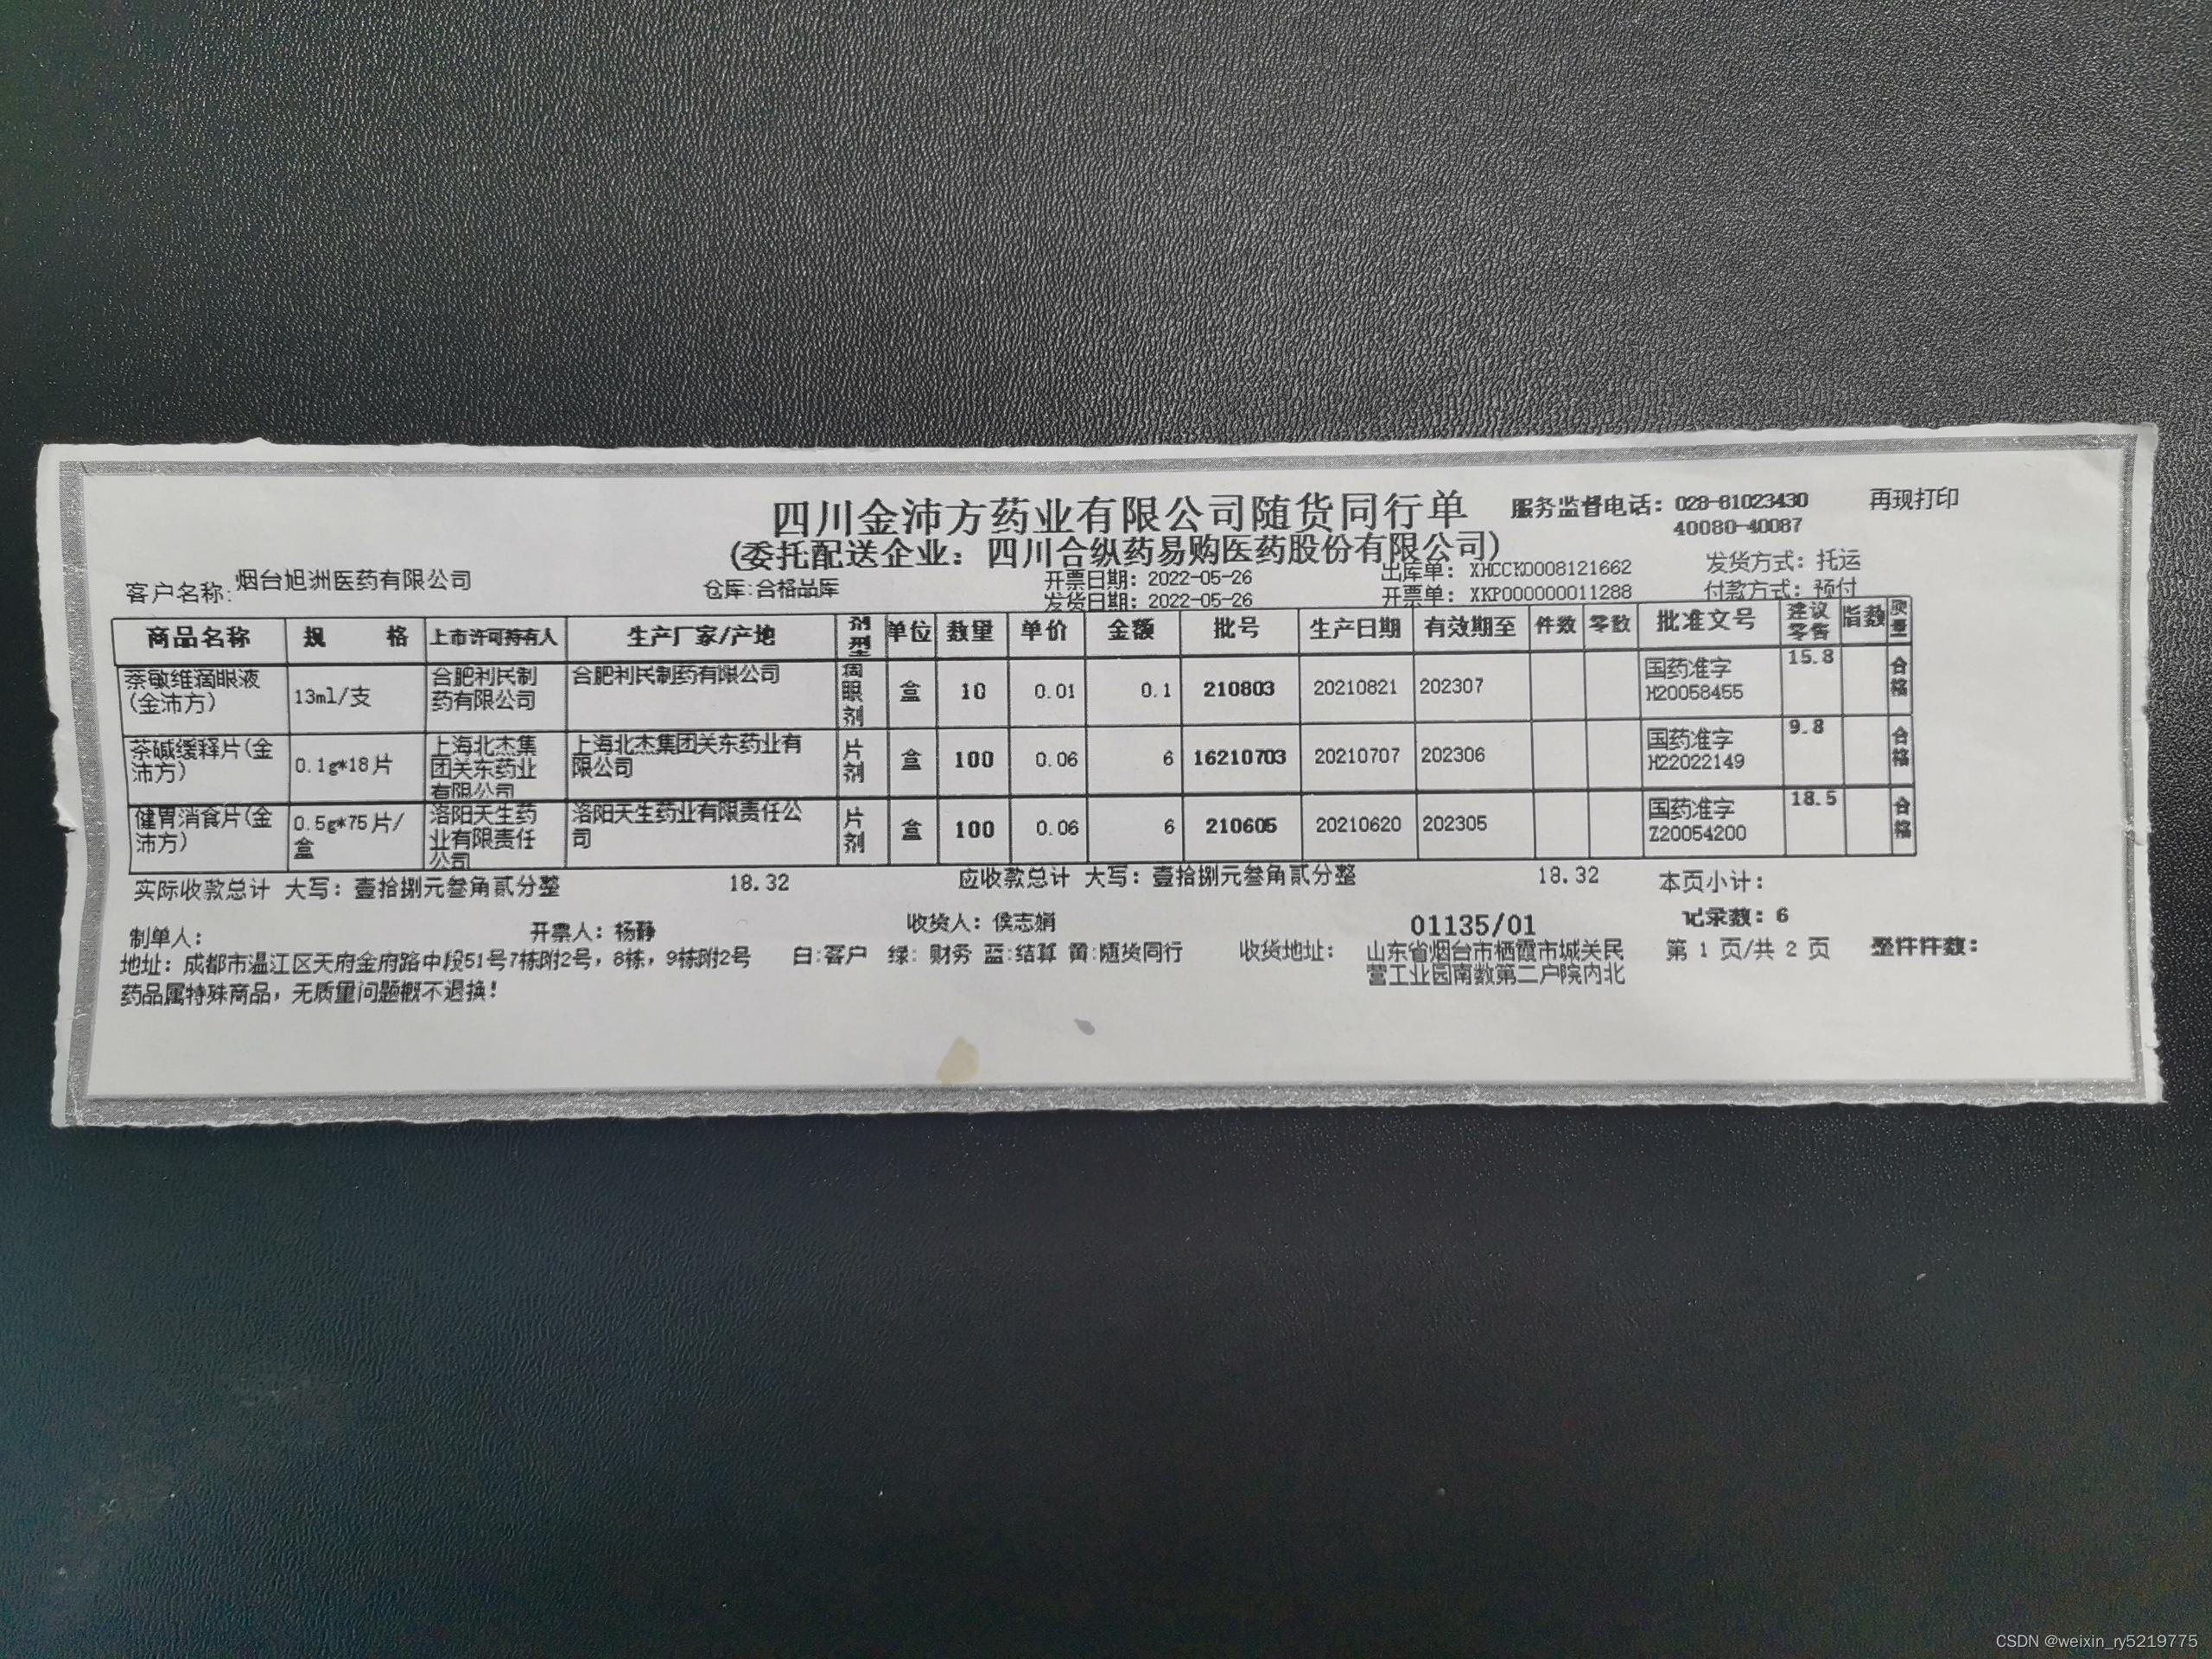 四川金沛方药业有限公司随货同行单 服务监督电话：028-81023430 再现打印
40080-40087
(委托配送企业：四川合纵药易购医药股份有限公司)
客户名称:烟台旭洲医药有限公司 仓库:合格品库 开票日期：2022-05-26 出库单：XHCCK0008121662 发货方式：托运
发货日期：2022-05-26 开票单：XKP000000011288 付款方式：预付
商品名称 规 格 上市许可持有人 生产厂家/产地 剂型 单位 数量 单价 金额 批号 生产日期 有效期至 件数 零数 批准文号 建议零售 脂数 质量
萘敏维滴眼液(金沛方) 13ml/支 合肥利民制药有限公司 合肥利民制药有限公司 眼剂 盒 10 0.01 0.1 210803 20210821 202307 国药准字H20058455 15.8 合格
茶碱缓释片(金沛方) 0.1g*18片 上海北杰集团关东药业有限公司 上海北杰集团关东药业有限公司 片剂 盒 100 0.06 6 16210703 20210707 202306 国药准字H22022149 9.8 合格
健胃消食片(金沛方) 0.5g*75片/盒 洛阳天生药业有限责任公司 洛阳天生药业有限责任公司 片剂 盒 100 0.06 6 210605 20210620 202305 国药准字Z20054200 18.5 合格
实际收款总计 大写：壹拾捌元叁角贰分整 18.32 应收款总计 大写：壹拾捌元叁角贰分整 18.32 本页小计：
制单人： 开票人：杨静 收货人：侯志娟 01135/01 记录数：6
地址：成都市温江区天府金府路中段51号7栋附2号，8栋，9栋附2号 白:客户 绿：财务 蓝:结算 黄:随货同行 收货地址： 山东省烟台市栖霞市城关民 第 1 页/共 2 页 整件件数：
营工业园南数第二户院内北
药品属特殊商品，无质量问题概不退换！
CSDN @weixin_ry5219775